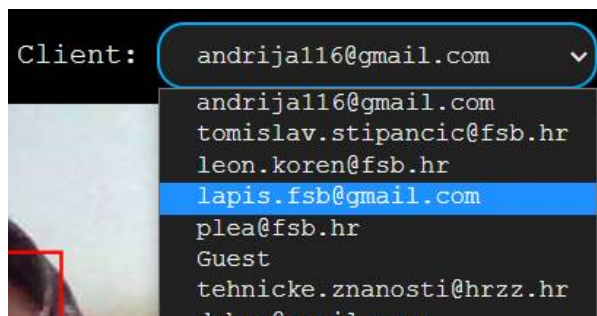 Client: andrija116@gmail.com
andrija116@gmail.com
tomislav.stipancic@fsb.hr
leon.koren@fsb.hr
lapis.fsb@gmail.com
plea@fsb.hr
Guest
tehnicke.znanosti@hrzz.hr